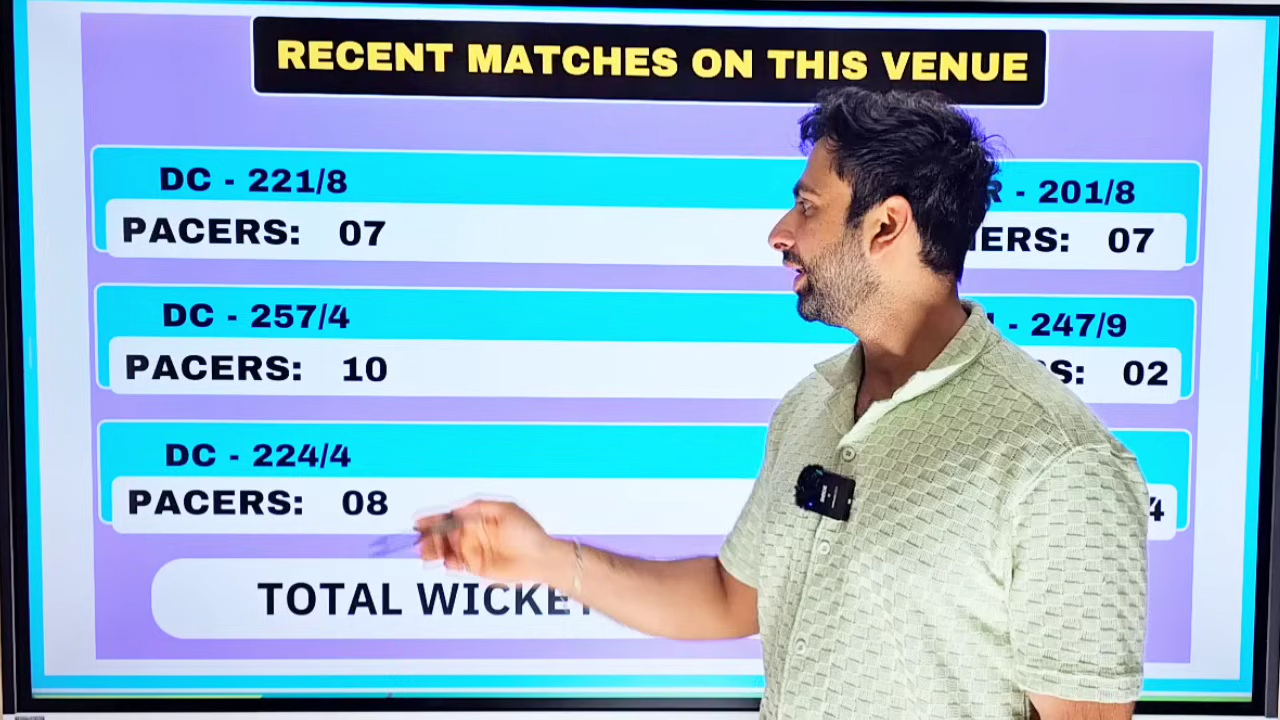 RECENT MATCHES ON THIS VENUE
DC - 221/8
R - 201/8
PACERS: 07
ERS: 07
DC - 257/4
- 247/9
PACERS: 10
S: 02
DC - 224/4
PACERS: 08
4
TOTAL WICKET